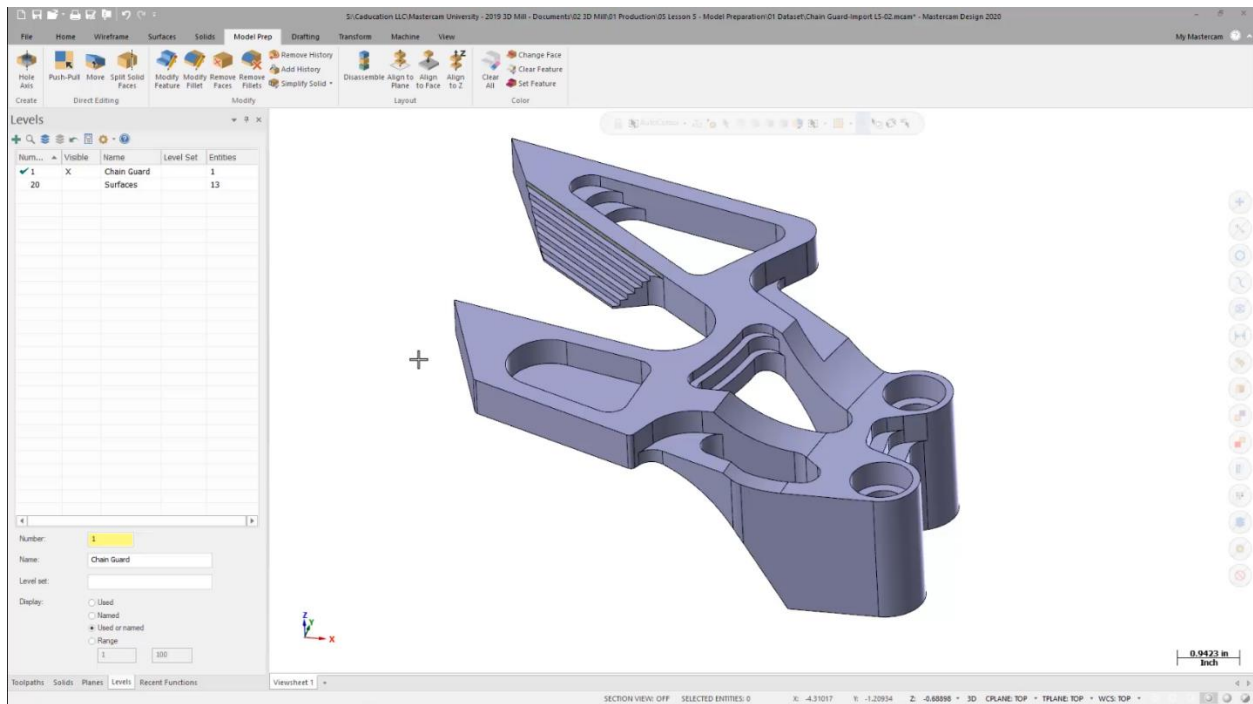 S:\Caducation LLC\Mastercam University - 2019 3D Mill - Documents\02 3D Mill\01 Production\05 Lesson 5 - Model Preparation\01 Dataset\Chain Guard-Import L5-02.mcam* - Mastercam Design 2020
File Home Wireframe Surfaces Solids Model Prep Drafting Transform Machine View My Mastercam
Hole Axis Push-Pull Move Split Solid Faces Modify Feature Modify Fillet Remove Faces Remove Fillets Remove History Add History Simplify Solid Disassemble Align to Plane Align to Face Align to Z Clear All Change Face Clear Feature Set Feature
Create Direct Editing Modify Layout Color
Levels
Num... Visible Name Level Set Entities
1 X Chain Guard 1
20 Surfaces 13
Number: 1
Name: Chain Guard
Level set:
Display: Used
Named
Used or named
Range
1 100
Z
Y
X
0.9423 in
Inch
Toolpaths Solids Planes Levels Recent Functions Viewsheet 1 +
SECTION VIEW: OFF SELECTED ENTITIES: 0 X: -4.31017 Y: -1.20934 Z: -0.68898 3D CPLANE: TOP TPLANE: TOP WCS: TOP